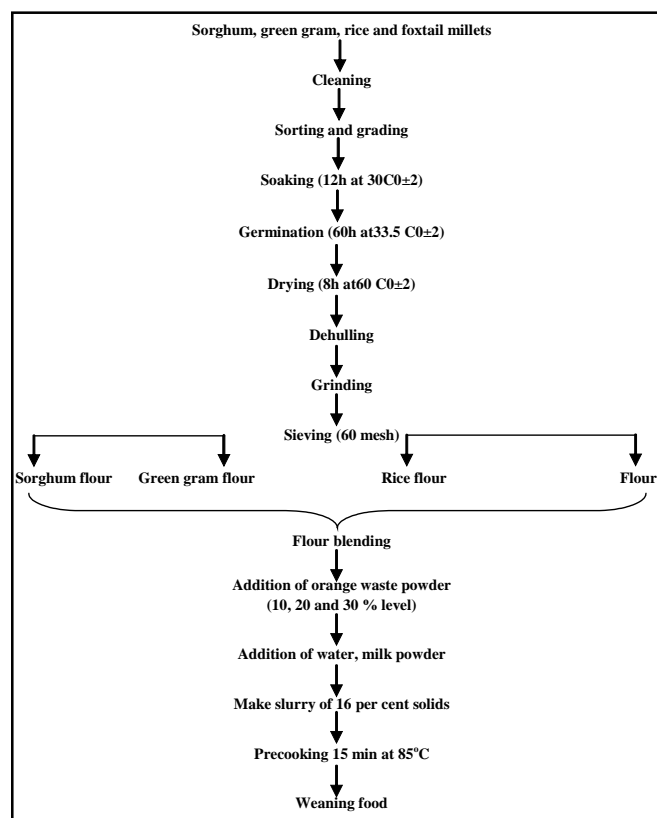 Sorghum, green gram, rice and foxtail millets
Cleaning
Sorting and grading
Soaking (12h at 30C0±2)
Germination (60h at33.5 C0±2)
Drying (8h at60 C0±2)
Dehulling
Grinding
Sieving (60 mesh)
Sorghum flour Green gram flour Rice flour Flour
Flour blending
Addition of orange waste powder
(10, 20 and 30 % level)
Addition of water, milk powder
Make slurry of 16 per cent solids
Precooking 15 min at 85°C
Weaning food